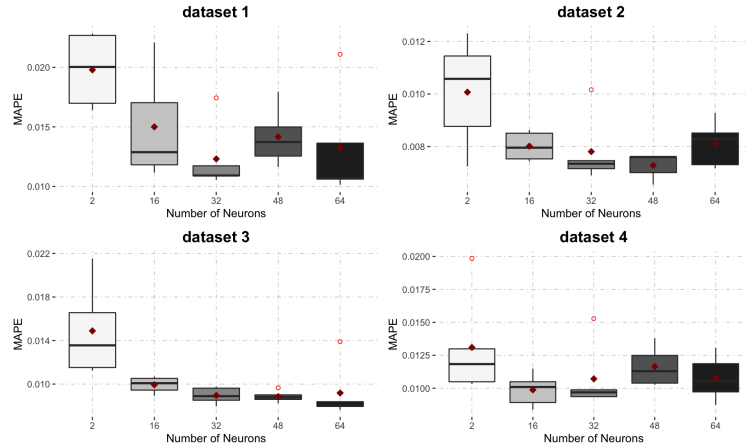 dataset 1
MAPE
0.020
0.015
0.010
2 16 32 48 64
Number of Neurons
dataset 2
MAPE
0.012
0.010
0.008
2 16 32 48 64
Number of Neurons
dataset 3
MAPE
0.022
0.018
0.014
0.010
2 16 32 48 64
Number of Neurons
dataset 4
MAPE
0.0200
0.0175
0.0150
0.0125
0.0100
2 16 32 48 64
Number of Neurons